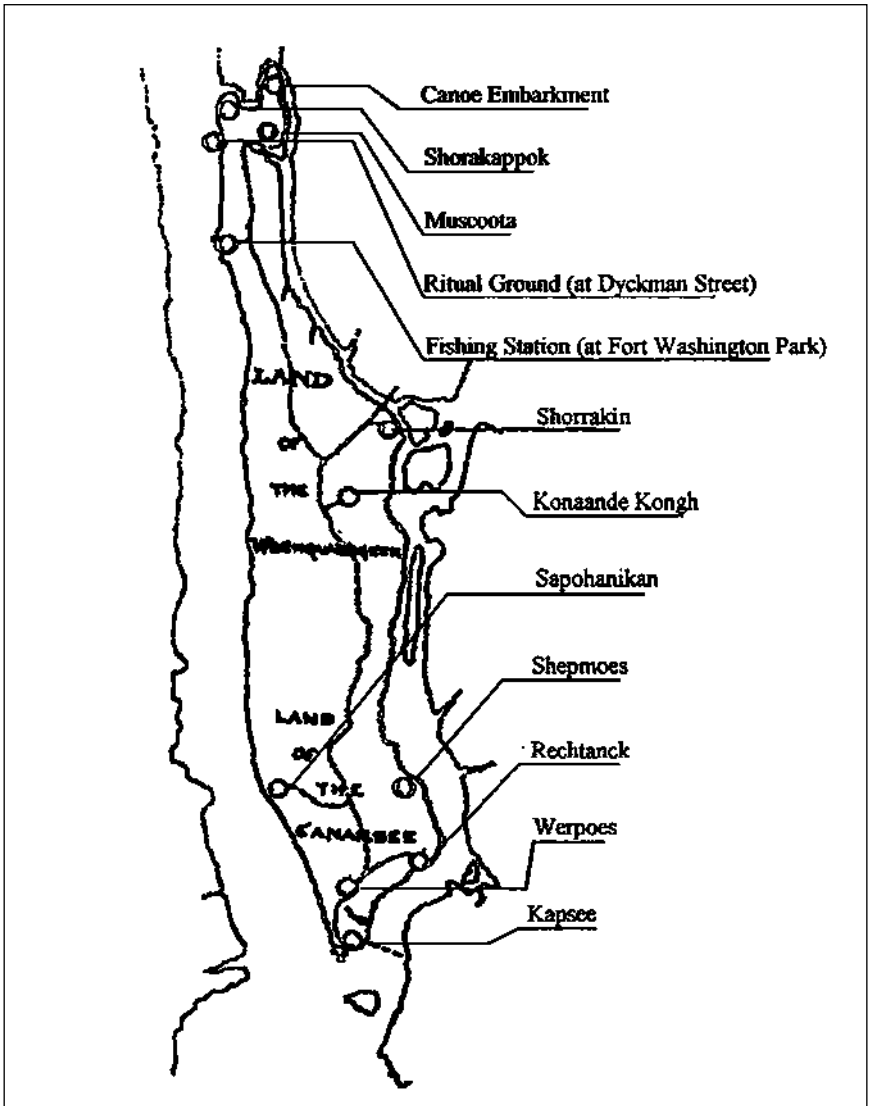 Canoe Embarkment
Shorakappok
Muscoota
Ritual Ground (at Dyckman Street)
Fishing Station (at Fort Washington Park)
LAND
Shorrakin
OF
THE
Konaande Kongh
Sapohanikan
Shepmoes
LAND
OF
Rechtanck
THE
Werpoes
CANARSEE
Kapsee